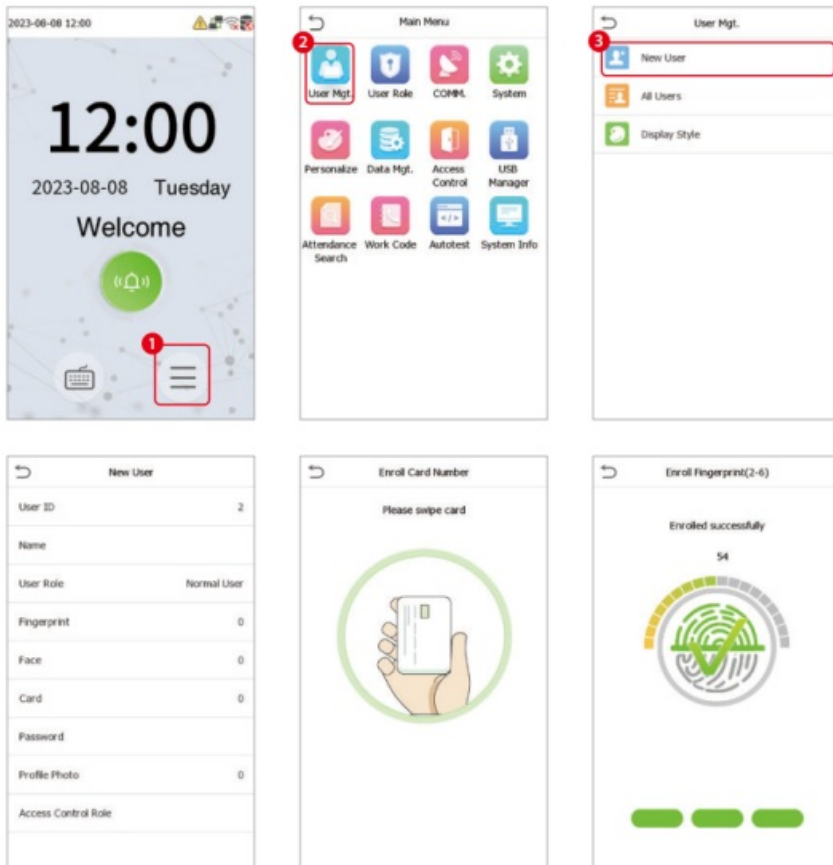 2023-08-08 12:00
12:00
2023-08-08 Tuesday
Welcome
1
Main Menu
2
User Mgt. User Role COMM. System
Personalize Data Mgt. Access Control USB Manager
Attendance Search Work Code Autotest System Info
User Mgt.
3
New User
All Users
Display Style
New User
User ID 2
Name
User Role Normal User
Fingerprint 0
Face 0
Card 0
Password
Profile Photo 0
Access Control Role
Enroll Card Number
Please swipe card
Enroll Fingerprint(2-6)
Enrolled successfully
54